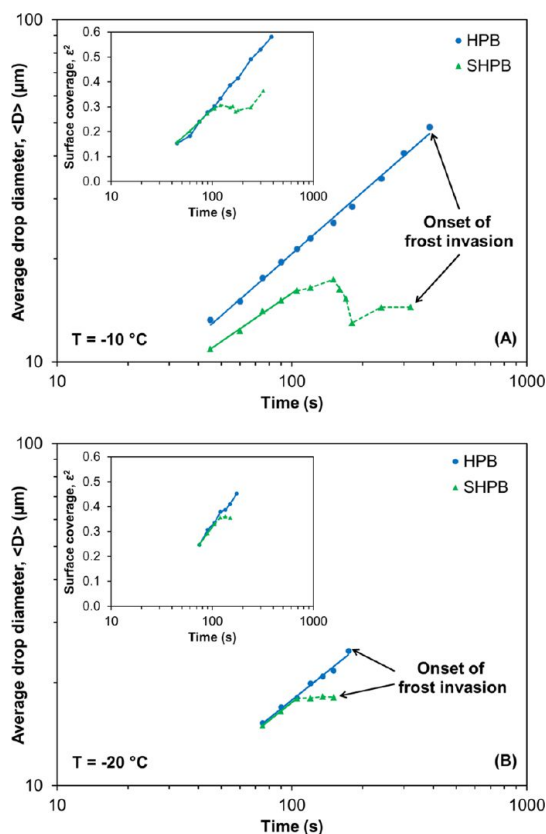 100
Average drop diameter, <D> (µm)
10
HPB
SHPB
0.6
0.5
0.4
0.3
0.2
0.1
0.0
Surface coverage, ε²
10
100
1000
Time (s)
Onset of
frost invasion
T = -10 °C
(A)
10
100
1000
Time (s)
100
Average drop diameter, <D> (µm)
10
HPB
SHPB
0.6
0.5
0.4
0.3
0.2
0.1
0.0
Surface coverage, ε²
10
100
1000
Time (s)
Onset of
frost invasion
T = -20 °C
(B)
10
100
1000
Time (s)